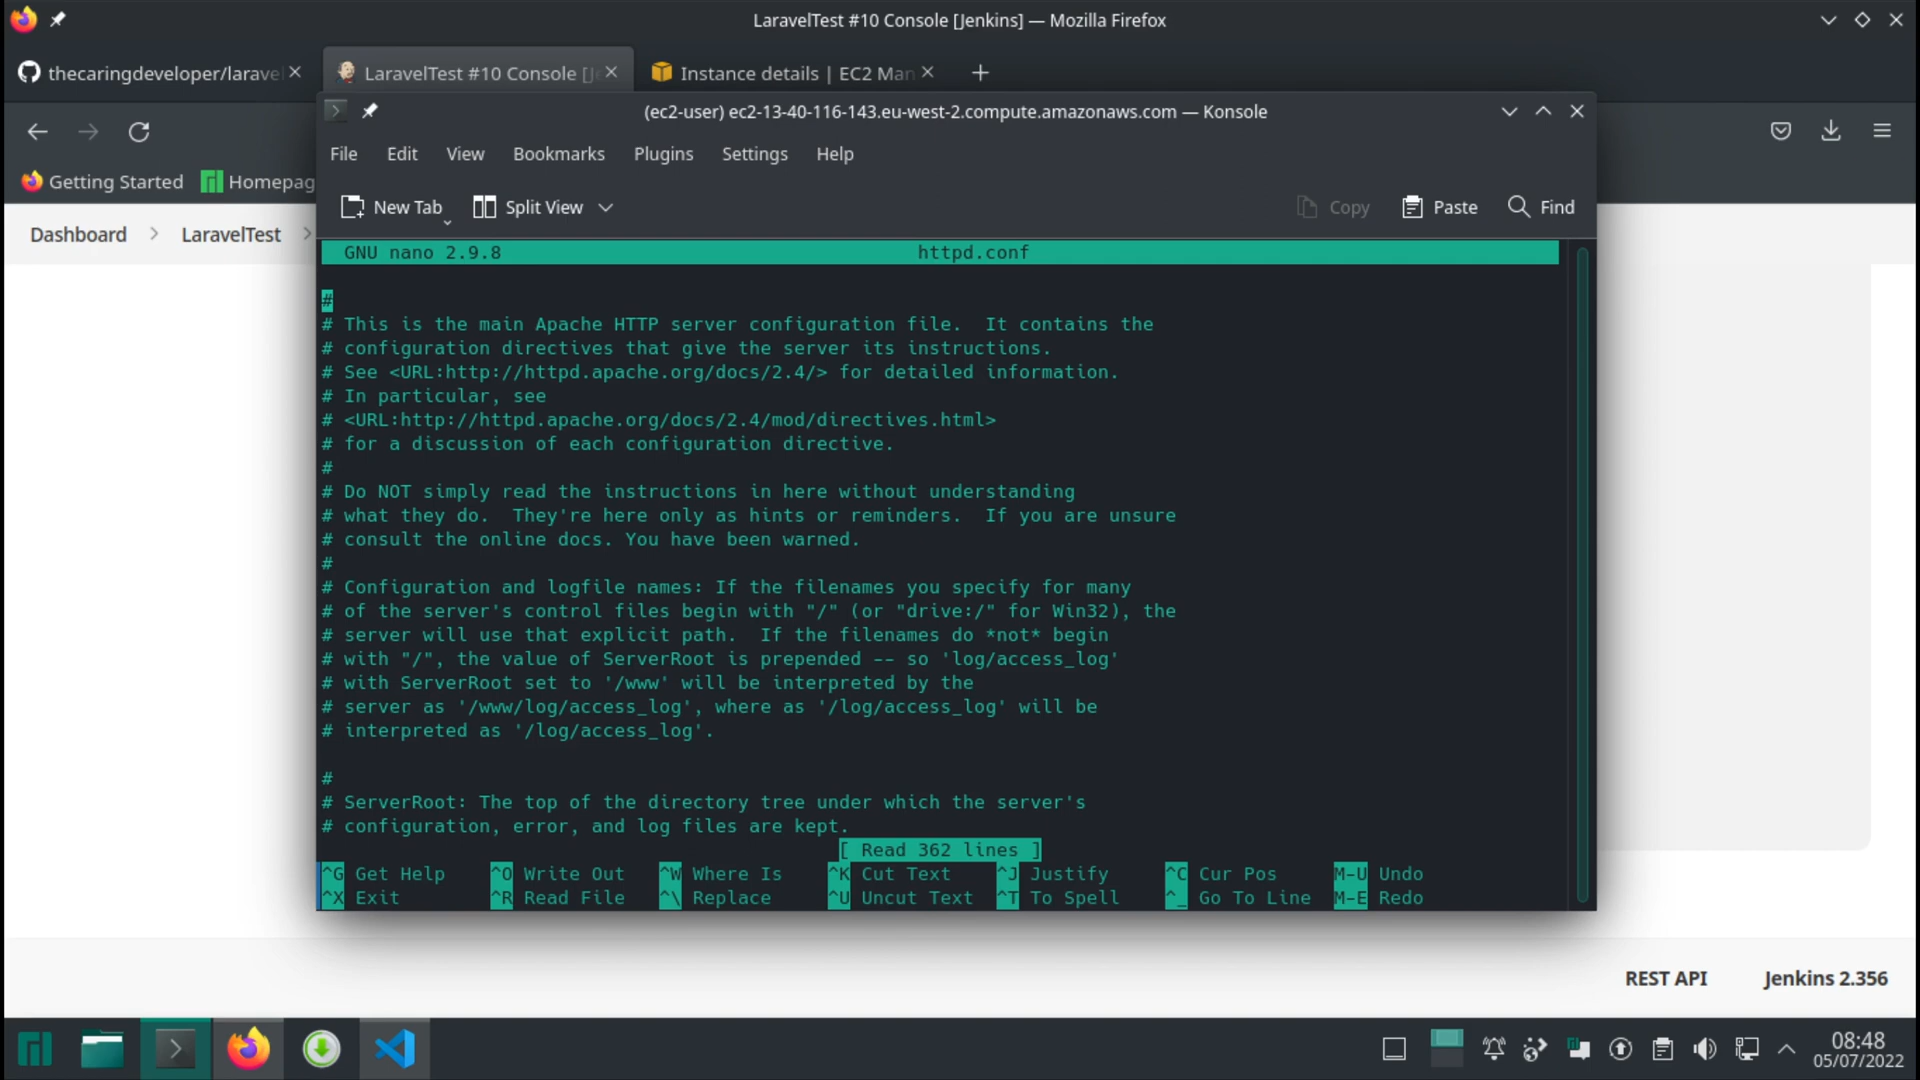 LaravelTest #10 Console [Jenkins] — Mozilla Firefox
thecaringdeveloper/larave
LaravelTest #10 Console [J
Instance details | EC2 Man
(ec2-user) ec2-13-40-116-143.eu-west-2.compute.amazonaws.com — Konsole
File Edit View Bookmarks Plugins Settings Help
Getting Started
Homepag
New Tab Split View Copy Paste Find
Dashboard > LaravelTest >
GNU nano 2.9.8 httpd.conf
#
# This is the main Apache HTTP server configuration file.  It contains the
# configuration directives that give the server its instructions.
# See <URL:http://httpd.apache.org/docs/2.4/> for detailed information.
# In particular, see
# <URL:http://httpd.apache.org/docs/2.4/mod/directives.html>
# for a discussion of each configuration directive.
#
# Do NOT simply read the instructions in here without understanding
# what they do.  They're here only as hints or reminders.  If you are unsure
# consult the online docs. You have been warned.
#
# Configuration and logfile names: If the filenames you specify for many
# of the server's control files begin with "/" (or "drive:/" for Win32), the
# server will use that explicit path.  If the filenames do *not* begin
# with "/", the value of ServerRoot is prepended -- so 'log/access_log'
# with ServerRoot set to '/www' will be interpreted by the
# server as '/www/log/access_log', where as '/log/access_log' will be
# interpreted as '/log/access_log'.
#
# ServerRoot: The top of the directory tree under which the server's
# configuration, error, and log files are kept.
[ Read 362 lines ]
^G Get Help ^O Write Out ^W Where Is ^K Cut Text ^J Justify ^C Cur Pos M-U Undo
^X Exit ^R Read File ^\ Replace ^U Uncut Text ^T To Spell ^_ Go To Line M-E Redo
REST API Jenkins 2.356
08:48
05/07/2022